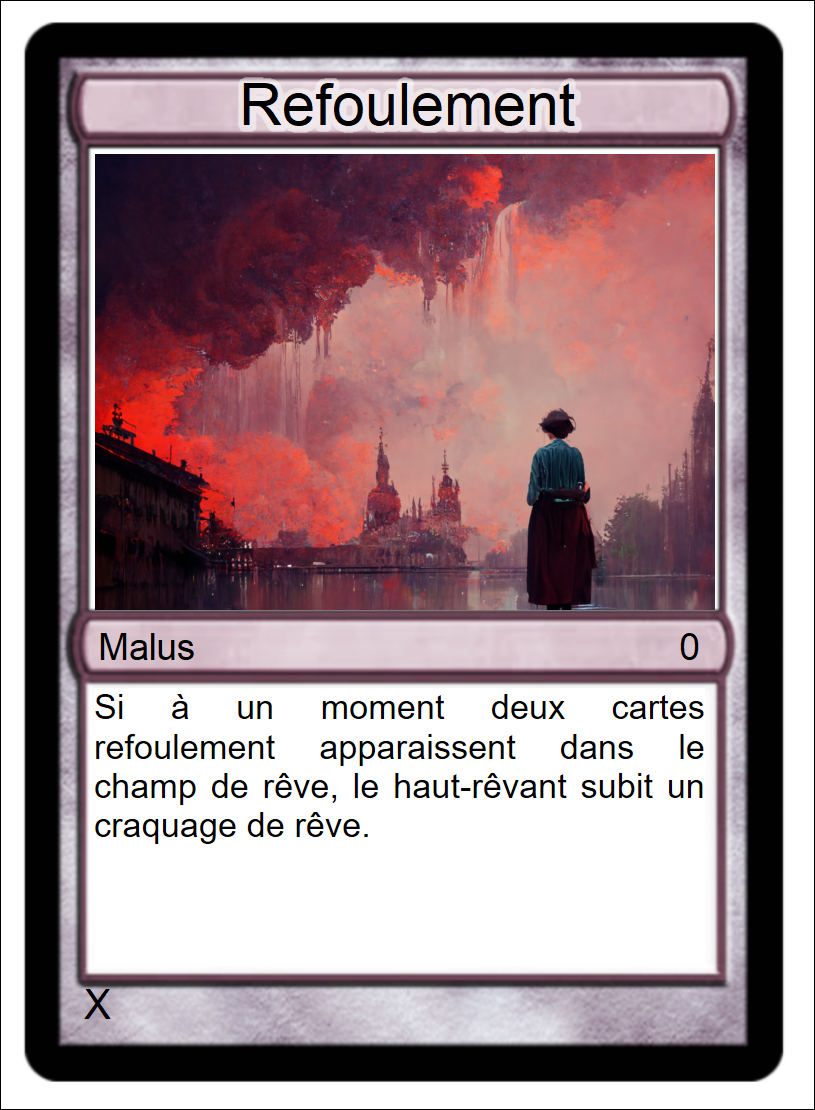 Refoulement
Malus 0
Si à un moment deux cartes
refoulement apparaissent dans le
champ de rêve, le haut-rêvant subit un
craquage de rêve.
X